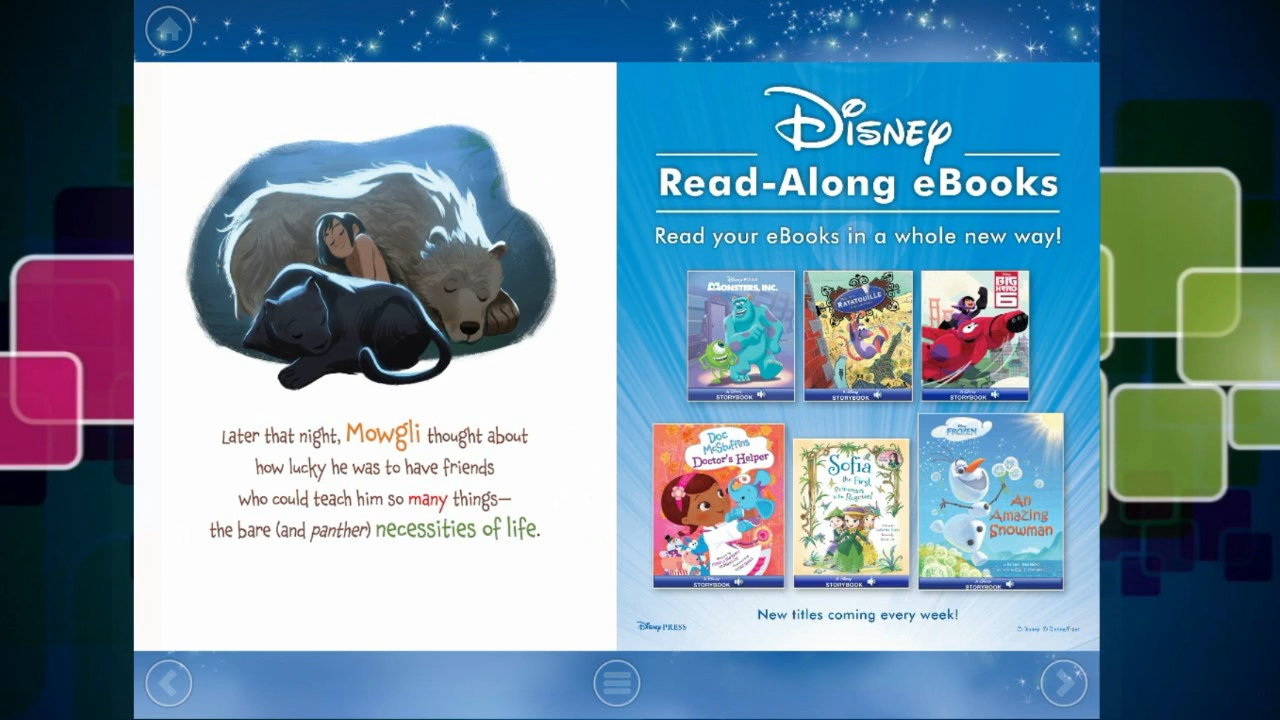 Later that night, Mowgli thought about
how lucky he was to have friends
who could teach him so many things—
the bare (and panther) necessities of life.
Disney
Read-Along eBooks
Read your eBooks in a whole new way!
MONSTERS, INC.
RATATOUILLE
BIG
HERO
6
STORYBOOK
STORYBOOK
STORYBOOK
Doc
McStuffins
Doctor's Helper
Sofia
the First
FROZEN
An
Amazing
Snowman
A Disney
STORYBOOK
A Disney
STORYBOOK
A Disney
STORYBOOK
New titles coming every week!
Disney PRESS